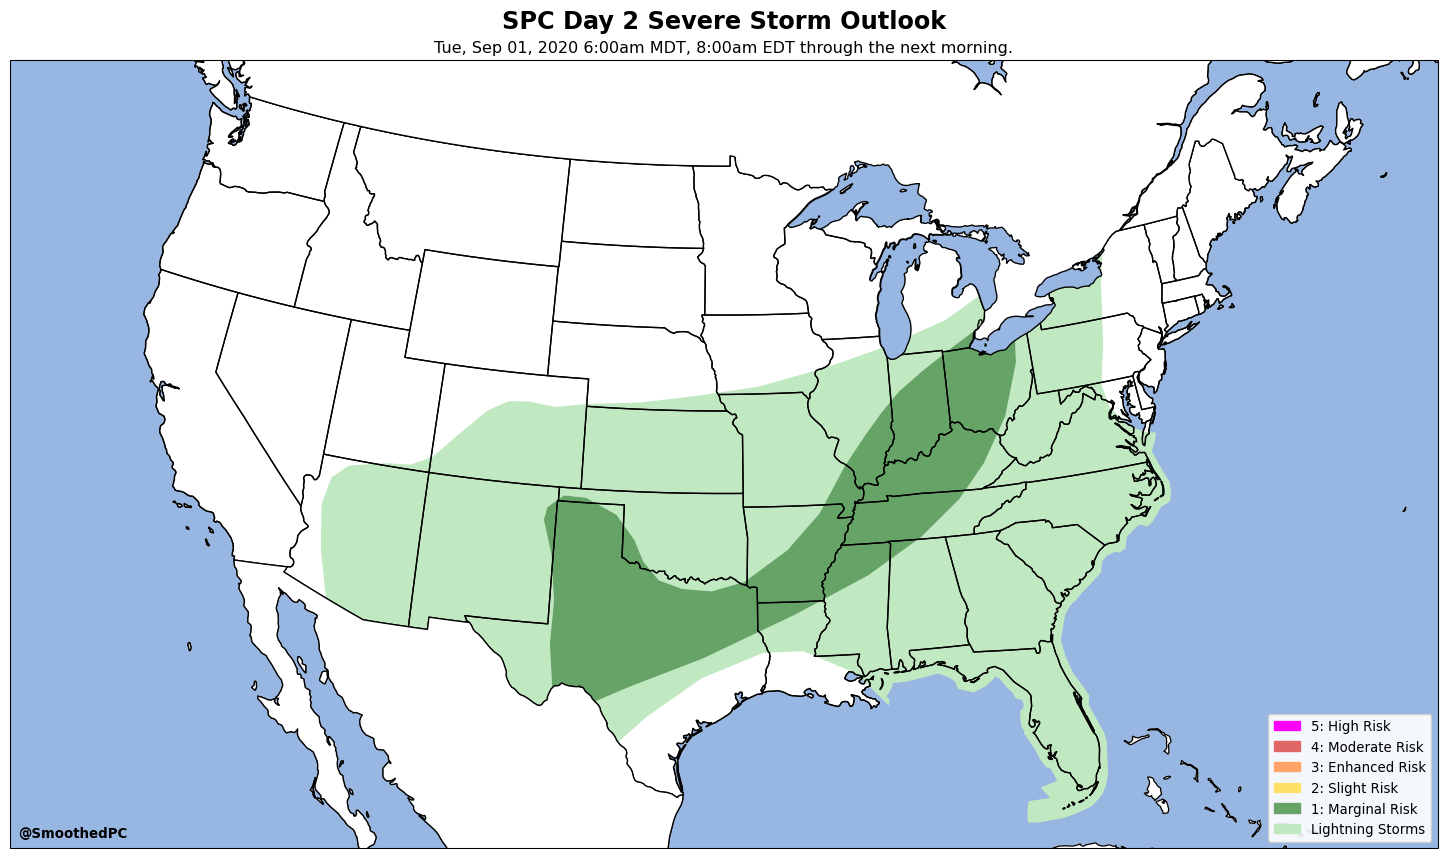 SPC Day 2 Severe Storm Outlook
Tue, Sep 01, 2020 6:00am MDT, 8:00am EDT through the next morning.
5: High Risk
4: Moderate Risk
3: Enhanced Risk
2: Slight Risk
1: Marginal Risk
Lightning Storms
@SmoothedPC